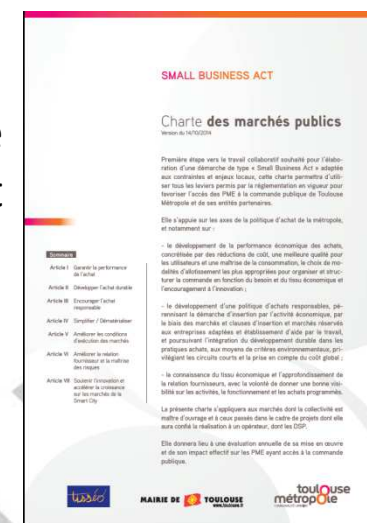 SMALL BUSINESS ACT
Charte des marchés publics
Version du 14/10/2014
Première étape vers le travail collaboratif souhaité pour l'élabo-
ration d'une démarche de type « Small Business Act » adaptée
aux contraintes et enjeux locaux, cette charte permettra d'utili-
ser tous les leviers permis par la réglementation en vigueur pour
favoriser l'accès des PME à la commande publique de Toulouse
Métropole et de ses entités partenaires.
Elle s'appuie sur les axes de la politique d'achat de la métropole,
et notamment sur :
- le développement de la performance économique des achats,
concrétisée par des réductions de coût, une meilleure qualité pour
les utilisateurs et une maîtrise de la consommation, le choix de mo-
dalités d'allotissement les plus appropriées pour organiser et struc-
turer la commande en fonction du besoin et du tissu économique et
l'encouragement à l'innovation ;
- le développement d'une politique d'achats responsables, pé-
rennisant la démarche d'insertion par l'activité économique, par
le biais des marchés et clauses d'insertion et marchés réservés
aux entreprises adaptées et établissement d'aide par le travail,
et poursuivant l'intégration du développement durable dans les
pratiques achats, aux moyens de critères environnementaux, pri-
vilégiant les circuits courts et la prise en compte du coût global ;
- la connaissance du tissu économique et l'approfondissement de
la relation fournisseurs, avec la volonté de donner une bonne visi-
bilité sur les activités, le fonctionnement et les achats programmés.
La présente charte s'appliquera aux marchés dont la collectivité est
maître d'ouvrage et à ceux passés dans le cadre de projets dont elle
aura confié la réalisation à un opérateur, dont les DSP.
Elle donnera lieu à une évaluation annuelle de sa mise en œuvre
et de son impact effectif sur les PME ayant accès à la commande
publique.
Sommaire
Article I Garantir la performance
de l'achat
Article II Développer l'achat durable
Article III Encourager l'achat
responsable
Article IV Simplifier / Dématérialiser
Article V Améliorer les conditions
d'exécution des marchés
Article VI Améliorer la relation
fournisseur et la maîtrise
des risques
Article VII Soutenir l'innovation et
accélérer la croissance
sur les marchés de la
Smart City
tisséo
MAIRIE DE TOULOUSE
www.toulouse.fr
toulouse
métropole